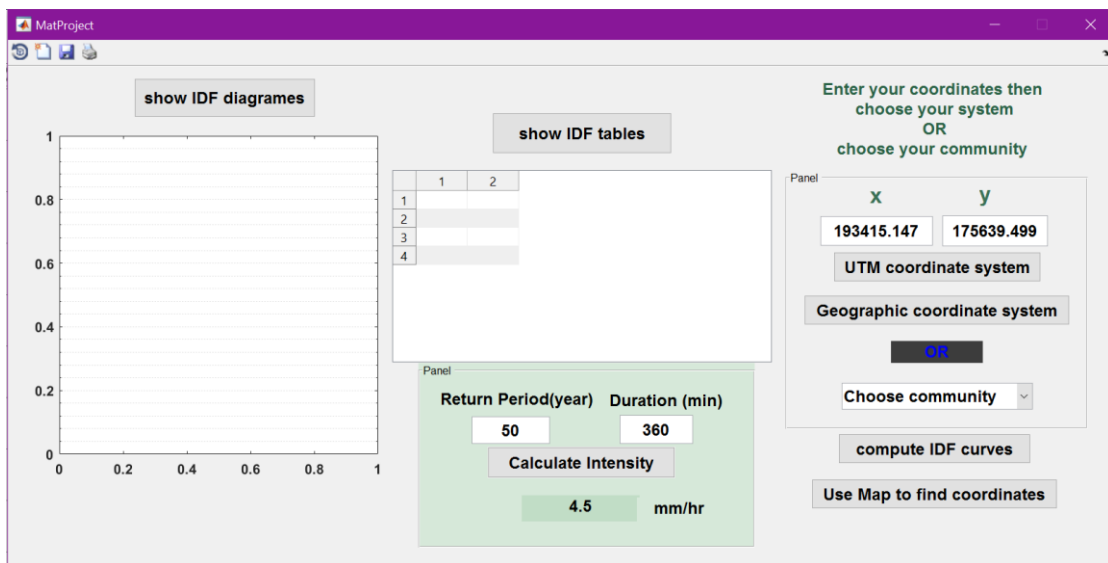 MatProject
show IDF diagrames
1
0.8
0.6
0.4
0.2
0
0 0.2 0.4 0.6 0.8 1
show IDF tables
1 2
1
2
3
4
Panel
Return Period(year) Duration (min)
50 360
Calculate Intensity
4.5 mm/hr
Enter your coordinates then
choose your system
OR
choose your community
Panel
x y
193415.147 175639.499
UTM coordinate system
Geographic coordinate system
OR
Choose community
compute IDF curves
Use Map to find coordinates